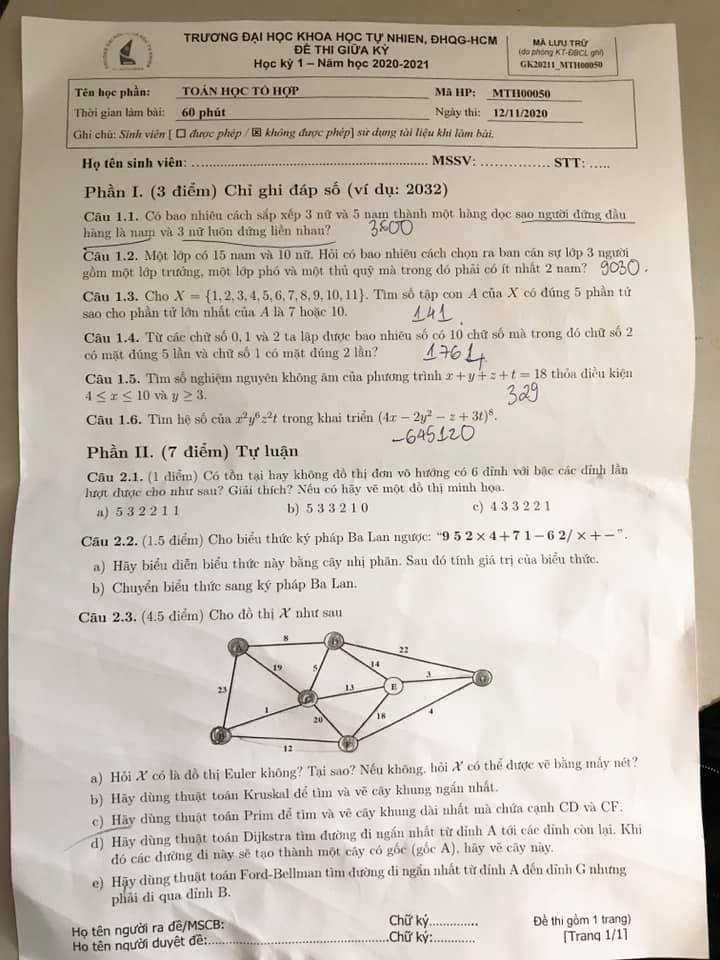 TRƯỜNG ĐẠI HỌC KHOA HỌC TỰ NHIÊN, ĐHQG-HCM
ĐỀ THI GIỮA KỲ
Học kỳ 1 – Năm học 2020-2021
MÃ LƯU TRỮ
(do phòng KT-ĐBCL ghi)
GK20211_MTH00050
Tên học phần: TOÁN HỌC TỔ HỢP Mã HP: MTH00050
Thời gian làm bài: 60 phút Ngày thi: 12/11/2020
Ghi chú: Sinh viên [ ☐ được phép / ☒ không được phép] sử dụng tài liệu khi làm bài.
Họ tên sinh viên: ................................................ MSSV: .............. STT: .....
Phần I. (3 điểm) Chỉ ghi đáp số (ví dụ: 2032)
Câu 1.1. Có bao nhiêu cách sắp xếp 3 nữ và 5 nam thành một hàng dọc sao người đứng đầu
hàng là nam và 3 nữ luôn đứng liền nhau? 3600
Câu 1.2. Một lớp có 15 nam và 10 nữ. Hỏi có bao nhiêu cách chọn ra ban cán sự lớp 3 người
gồm một lớp trưởng, một lớp phó và một thủ quỹ mà trong đó phải có ít nhất 2 nam? 9030.
Câu 1.3. Cho X = {1, 2, 3, 4, 5, 6, 7, 8, 9, 10, 11}. Tìm số tập con A của X có đúng 5 phần tử
sao cho phần tử lớn nhất của A là 7 hoặc 10. 141.
Câu 1.4. Từ các chữ số 0, 1 và 2 ta lập được bao nhiêu số có 10 chữ số mà trong đó chữ số 2
có mặt đúng 5 lần và chữ số 1 có mặt đúng 2 lần? 1764
Câu 1.5. Tìm số nghiệm nguyên không âm của phương trình x + y + z + t = 18 thỏa điều kiện
4 ≤ x ≤ 10 và y ≥ 3. 329
Câu 1.6. Tìm hệ số của x²y⁶z²t trong khai triển (4x − 2y² − z + 3t)⁸.
-645120
Phần II. (7 điểm) Tự luận
Câu 2.1. (1 điểm) Có tồn tại hay không đồ thị đơn vô hướng có 6 đỉnh với bậc các đỉnh lần
lượt được cho như sau? Giải thích? Nếu có hãy vẽ một đồ thị minh họa.
a) 5 3 2 2 1 1 b) 5 3 3 2 1 0 c) 4 3 3 2 2 1
Câu 2.2. (1.5 điểm) Cho biểu thức ký pháp Ba Lan ngược: "9 5 2 × 4 + 7 1 − 6 2/ × + −".
a) Hãy biểu diễn biểu thức này bằng cây nhị phân. Sau đó tính giá trị của biểu thức.
b) Chuyển biểu thức sang ký pháp Ba Lan.
Câu 2.3. (4.5 điểm) Cho đồ thị X như sau
8
A D
22
19 5 14
3
23 C 13 E G
1
20 18 4
B F
12
a) Hỏi X có là đồ thị Euler không? Tại sao? Nếu không, hỏi X có thể được vẽ bằng mấy nét?
b) Hãy dùng thuật toán Kruskal để tìm và vẽ cây khung ngắn nhất.
c) Hãy dùng thuật toán Prim để tìm và vẽ cây khung dài nhất mà chứa cạnh CD và CF.
d) Hãy dùng thuật toán Dijkstra tìm đường đi ngắn nhất từ đỉnh A tới các đỉnh còn lại. Khi
đó các đường đi này sẽ tạo thành một cây có gốc (gốc A), hãy vẽ cây này.
e) Hãy dùng thuật toán Ford-Bellman tìm đường đi ngắn nhất từ đỉnh A đến đỉnh G nhưng
phải đi qua đỉnh B.
Họ tên người ra đề/MSCB: Chữ ký.............. Đề thi gồm 1 trang)
Họ tên người duyệt đề:........................................Chữ ký:............ [Trang 1/1]